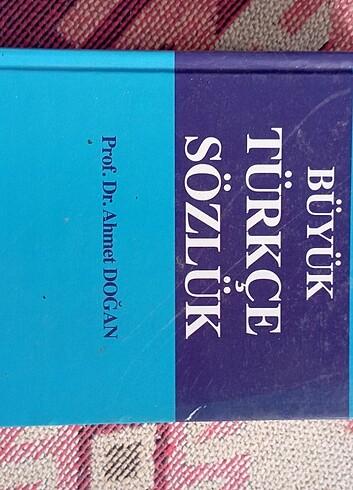 BÜYÜK
TÜRKÇE
SÖZLÜK
Prof. Dr. Ahmet DOĞAN